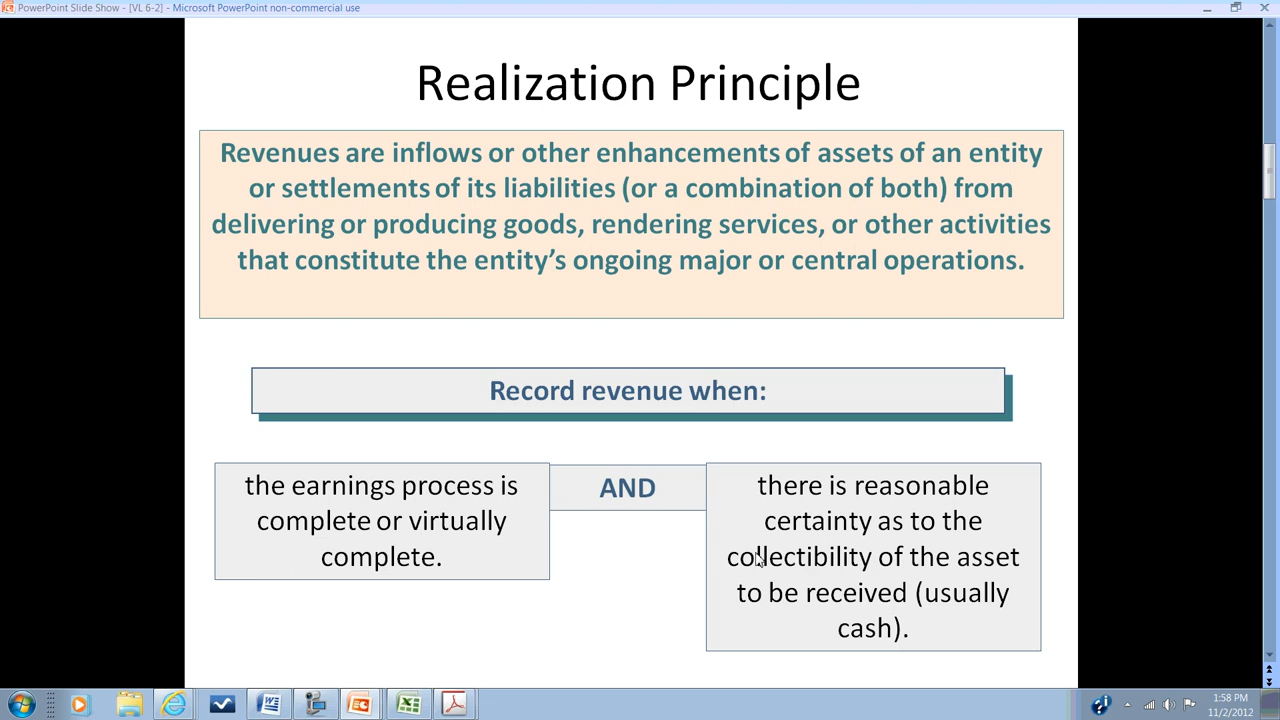 PowerPoint Slide Show - [VL 6-2] - Microsoft PowerPoint non-commercial use
Realization Principle
Revenues are inflows or other enhancements of assets of an entity
or settlements of its liabilities (or a combination of both) from
delivering or producing goods, rendering services, or other activities
that constitute the entity’s ongoing major or central operations.
Record revenue when:
the earnings process is
complete or virtually
complete.
AND
there is reasonable
certainty as to the
collectibility of the asset
to be received (usually
cash).
1:58 PM
11/2/2012